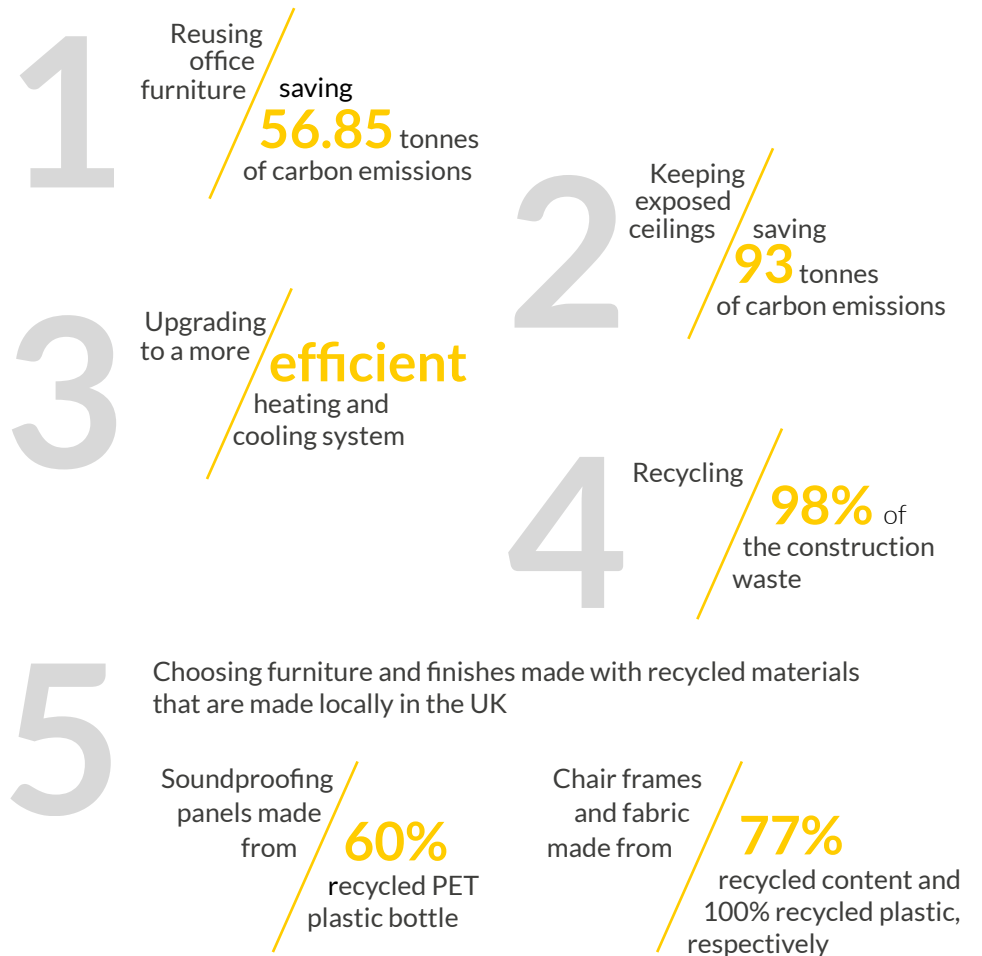 1
Reusing
office
furniture
saving
56.85 tonnes
of carbon emissions
2
Keeping
exposed
ceilings
saving
93 tonnes
of carbon emissions
3
Upgrading
to a more
efficient
heating and
cooling system
4
Recycling
98% of
the construction
waste
5
Choosing furniture and finishes made with recycled materials
that are made locally in the UK
Soundproofing
panels made
from
60%
recycled PET
plastic bottle
Chair frames
and fabric
made from
77%
recycled content and
100% recycled plastic,
respectively